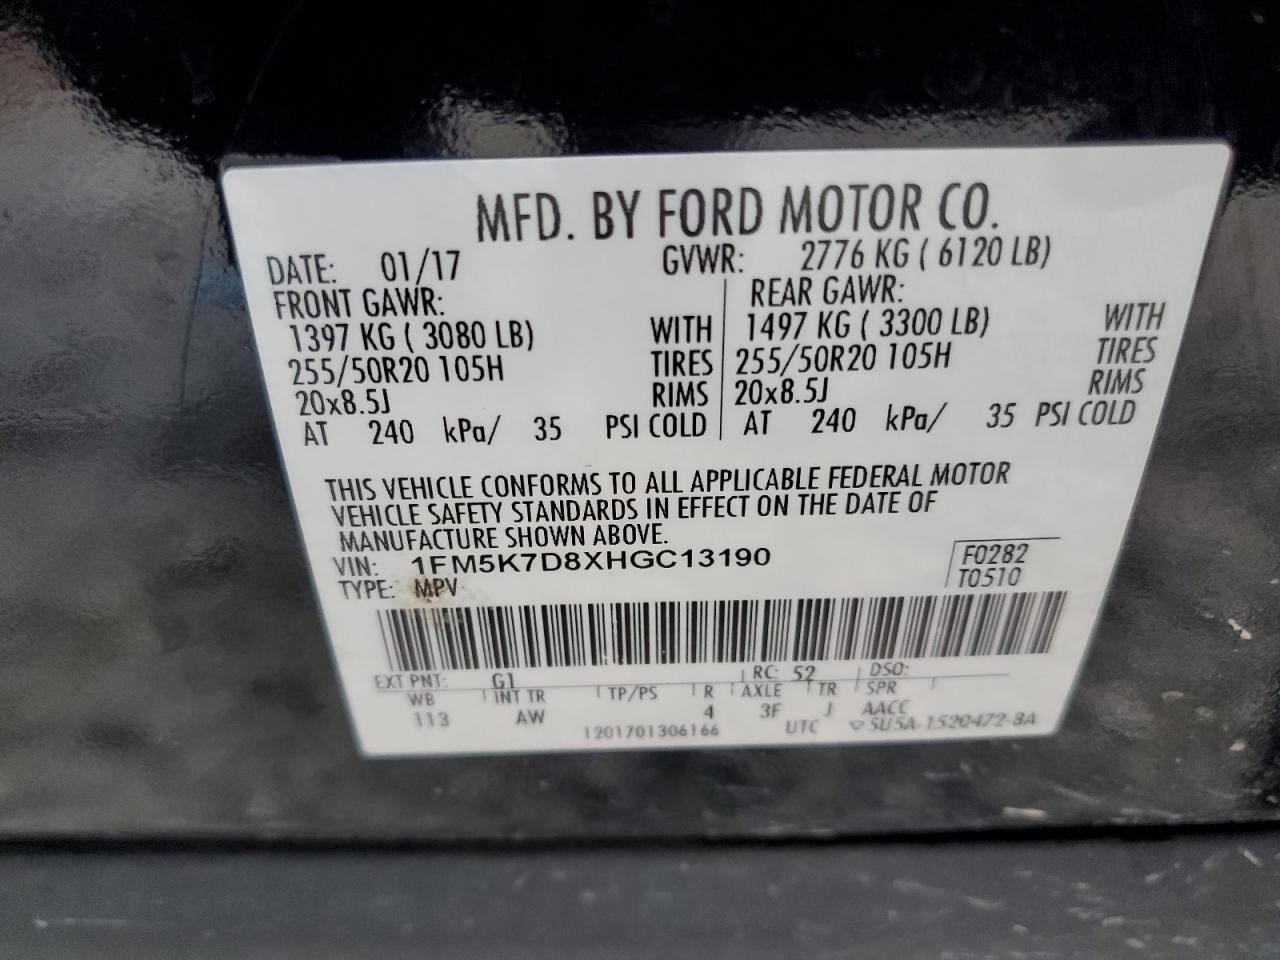 MFD. BY FORD MOTOR CO.
DATE: 01/17 GVWR: 2776 KG ( 6120 LB)
FRONT GAWR: REAR GAWR:
1397 KG ( 3080 LB) WITH 1497 KG ( 3300 LB) WITH
255/50R20 105H TIRES 255/50R20 105H TIRES
20x8.5J RIMS 20x8.5J RIMS
AT 240 kPa/ 35 PSI COLD AT 240 kPa/ 35 PSI COLD
THIS VEHICLE CONFORMS TO ALL APPLICABLE FEDERAL MOTOR
VEHICLE SAFETY STANDARDS IN EFFECT ON THE DATE OF
MANUFACTURE SHOWN ABOVE.
VIN: 1FM5K7D8XHGC13190 F0282
TYPE: MPV T0510
EXT PNT: G1 RC: 52 DSO:
WB INT TR TP/PS R AXLE TR SPR
113 AW 4 3F J AACC
1201701306166 UTC SU5A-1520472-BA